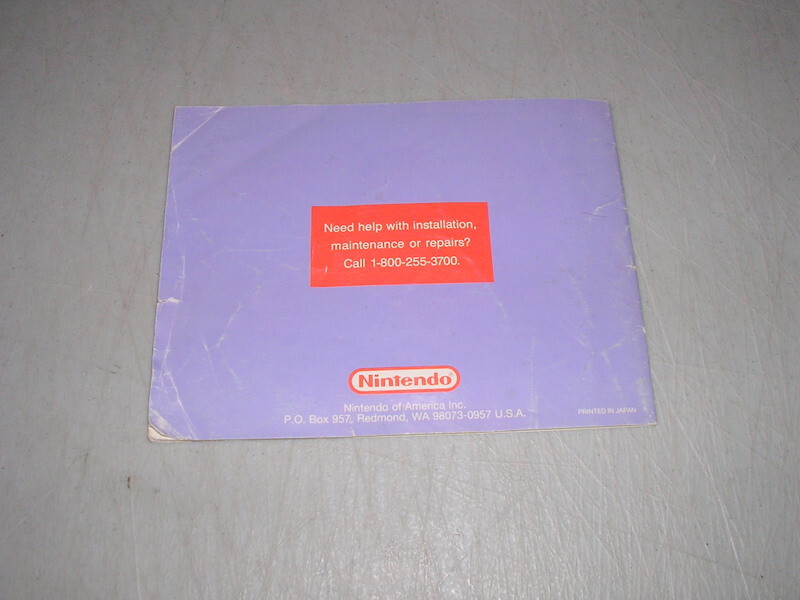 Need help with installation,
maintenance or repairs?
Call 1-800-255-3700.
Nintendo®
Nintendo of America Inc.
P.O. Box 957, Redmond, WA 98073-0957 U.S.A.
PRINTED IN JAPAN